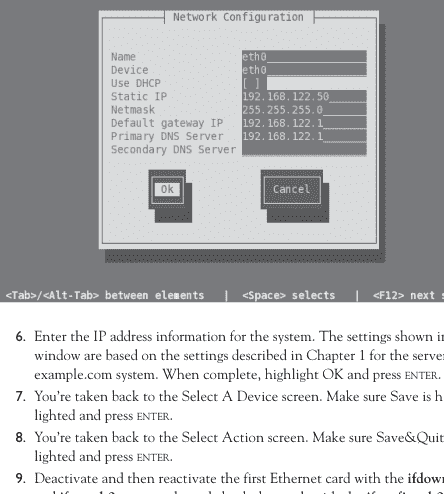 Network Configuration
Name eth0
Device eth0
Use DHCP [ ]
Static IP 192.168.122.50
Netmask 255.255.255.0
Default gateway IP 192.168.122.1
Primary DNS Server 192.168.122.1
Secondary DNS Server
Ok Cancel
<Tab>/<Alt-Tab> between elements | <Space> selects | <F12> next s
6. Enter the IP address information for the system. The settings shown in
window are based on the settings described in Chapter 1 for the server
example.com system. When complete, highlight OK and press ENTER.
7. You're taken back to the Select A Device screen. Make sure Save is h
lighted and press ENTER.
8. You're taken back to the Select Action screen. Make sure Save&Quit
lighted and press ENTER.
9. Deactivate and then reactivate the first Ethernet card with the ifdow